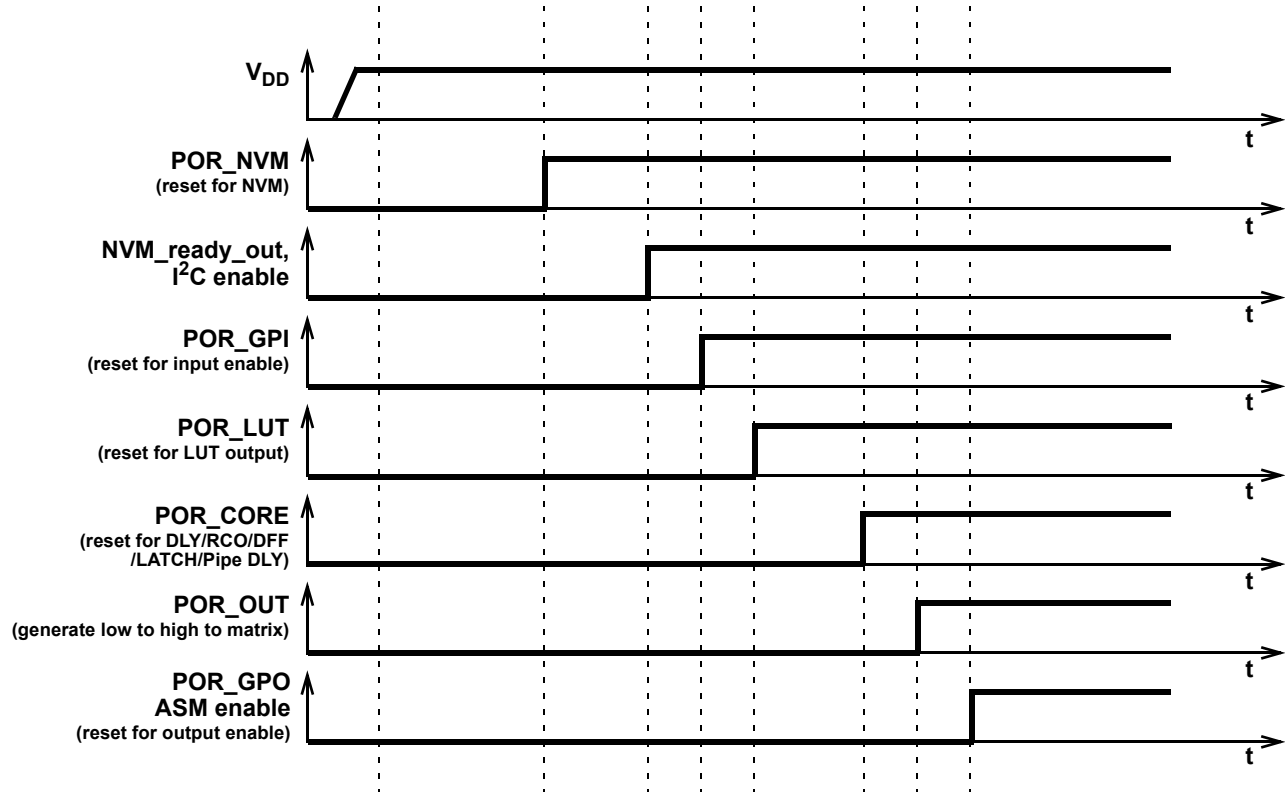 V_DD
t
POR_NVM
(reset for NVM)
t
NVM_ready_out,
I²C enable
t
POR_GPI
(reset for input enable)
t
POR_LUT
(reset for LUT output)
t
POR_CORE
(reset for DLY/RCO/DFF
/LATCH/Pipe DLY)
t
POR_OUT
(generate low to high to matrix)
t
POR_GPO
ASM enable
(reset for output enable)
t